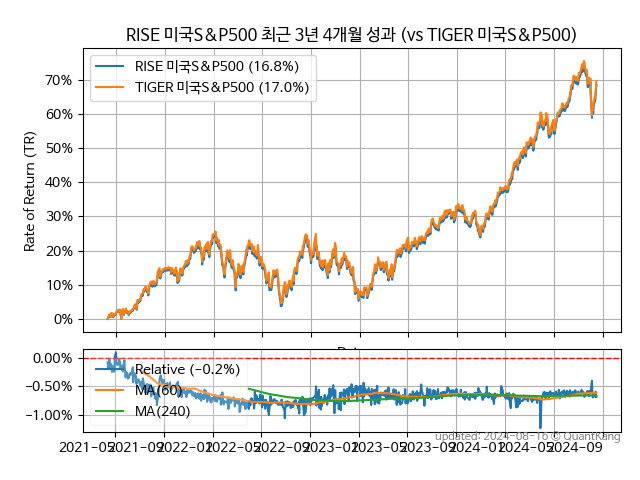 RISE 미국S&P500 최근 3년 4개월 성과 (vs TIGER 미국S&P500)
RISE 미국S&P500 (16.8%)
TIGER 미국S&P500 (17.0%)
Rate of Return (TR)
70%
60%
50%
40%
30%
20%
10%
0%
0.00%
−0.50%
−1.00%
Relative (−0.2%)
MA(60)
MA(240)
2021-05 2021-09 2022-01 2022-05 2022-09 2023-01 2023-05 2023-09 2024-01 2024-05 2024-09
updated: 2024-08-16 © QuantKang